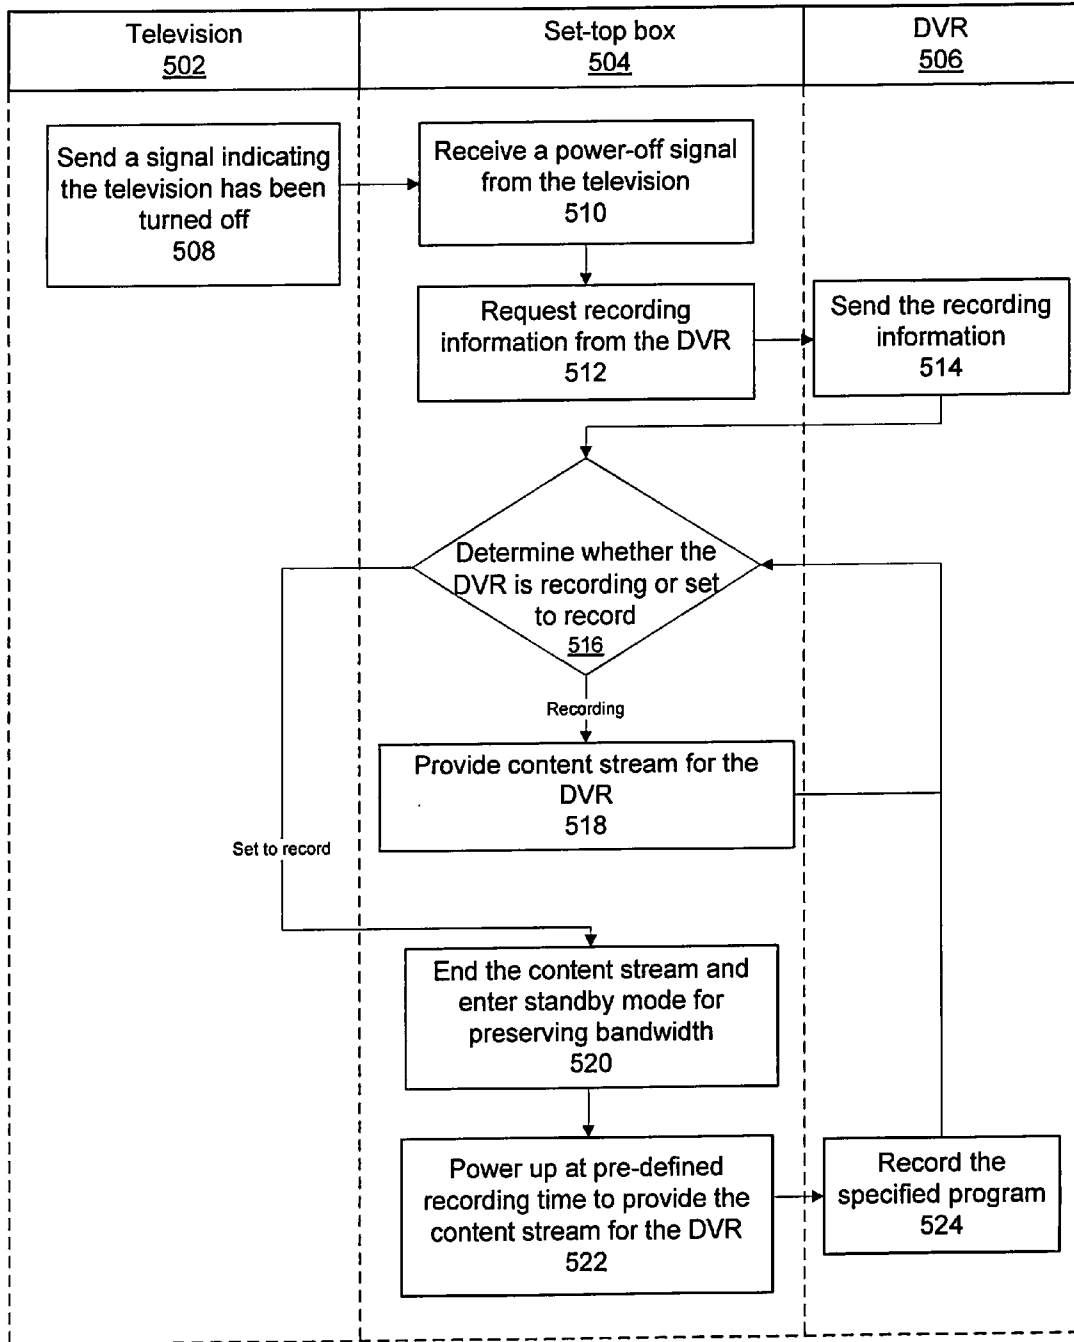 Television
502
Set-top box
504
DVR
506
Send a signal indicating
the television has been
turned off
508
Receive a power-off signal
from the television
510
Request recording
information from the DVR
512
Send the recording
information
514
Determine whether the
DVR is recording or set
to record
516
Recording
Provide content stream for the
DVR
518
Set to record
End the content stream and
enter standby mode for
preserving bandwidth
520
Power up at pre-defined
recording time to provide the
content stream for the DVR
522
Record the
specified program
524